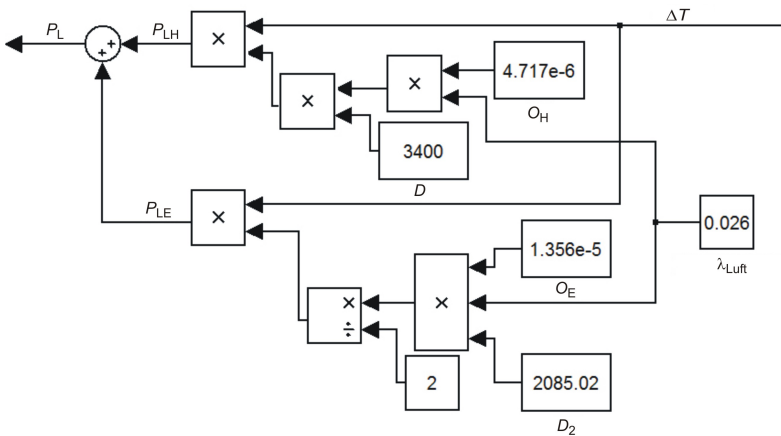 P_L
P_LH
ΔT
+
+
×
×
×
4.717e-6
O_H
3400
D
P_LE
×
0.026
λ_Luft
1.356e-5
O_E
×
×
÷
2
2085.02
D_2